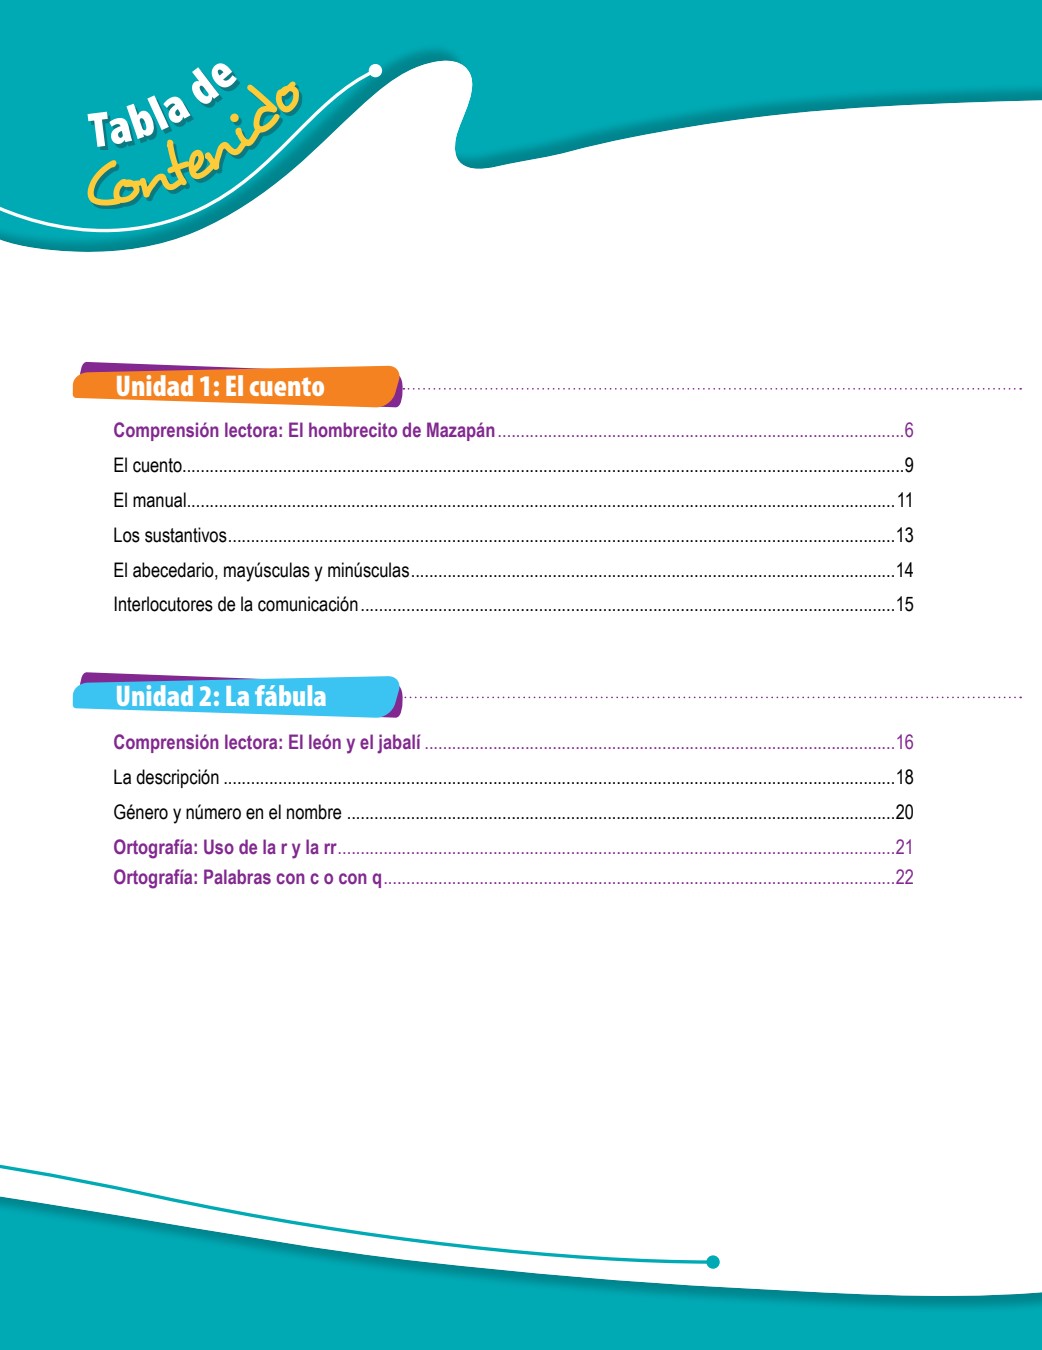 Tabla de
Contenido
Unidad 1: El cuento
Comprensión lectora: El hombrecito de Mazapán 6
El cuento 9
El manual 11
Los sustantivos 13
El abecedario, mayúsculas y minúsculas 14
Interlocutores de la comunicación 15
Unidad 2: La fábula
Comprensión lectora: El león y el jabalí 16
La descripción 18
Género y número en el nombre 20
Ortografía: Uso de la r y la rr 21
Ortografía: Palabras con c o con q 22